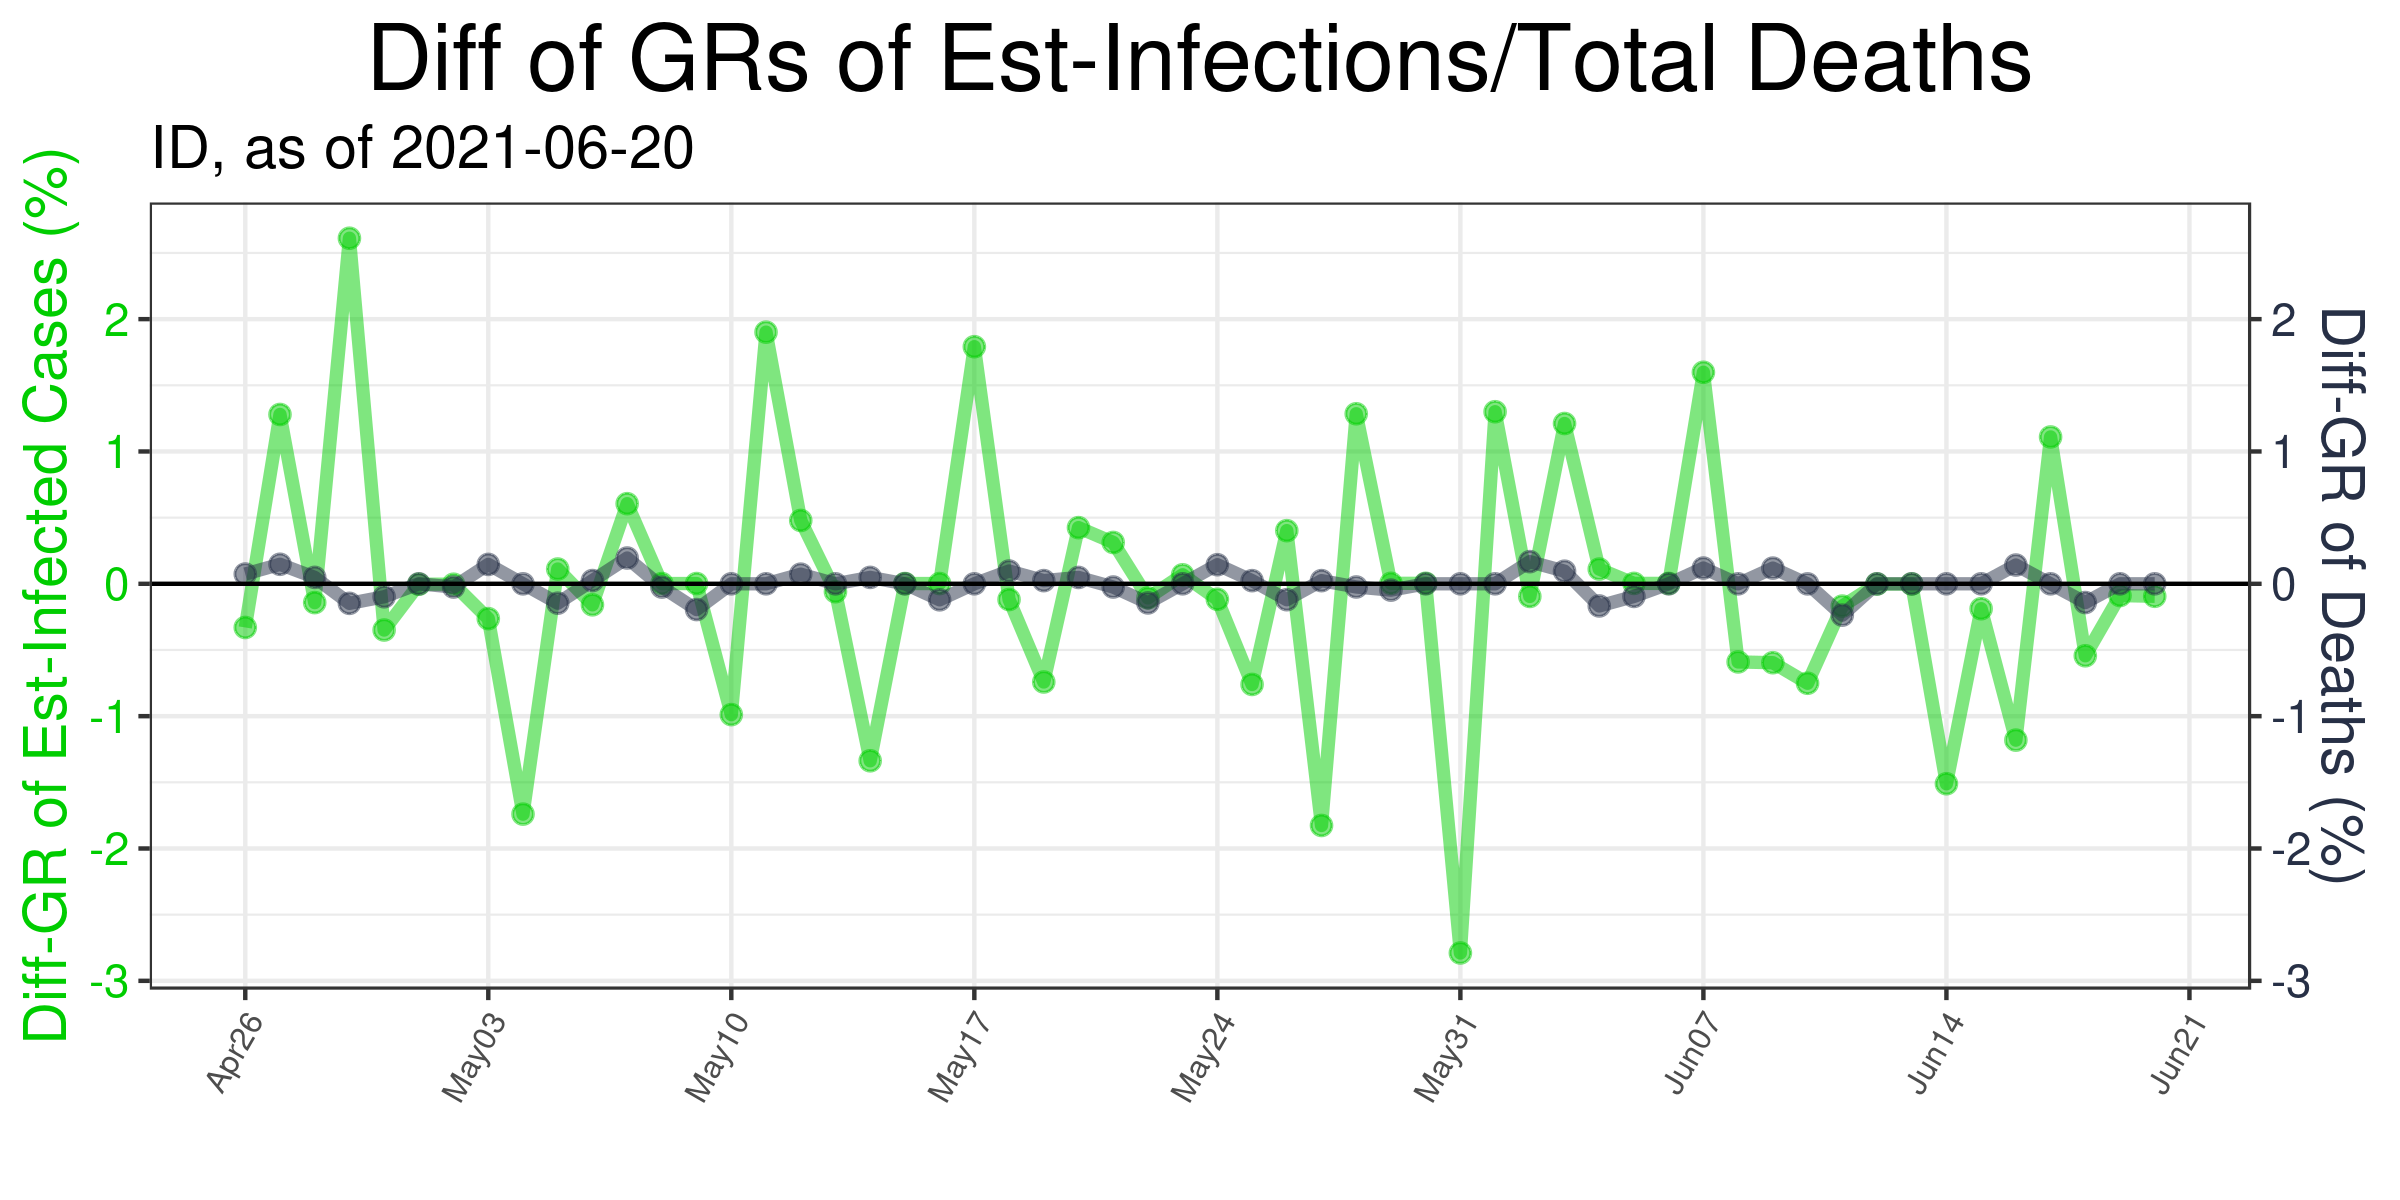 Diff of GRs of Est-Infections/Total Deaths
ID, as of 2021-06-20
Diff-GR of Est-Infected Cases (%)
2
1
0
-1
-2
-3
2
1
0
-1
-2
-3
Diff-GR of Deaths (%)
Apr26
May03
May10
May17
May24
May31
Jun07
Jun14
Jun21